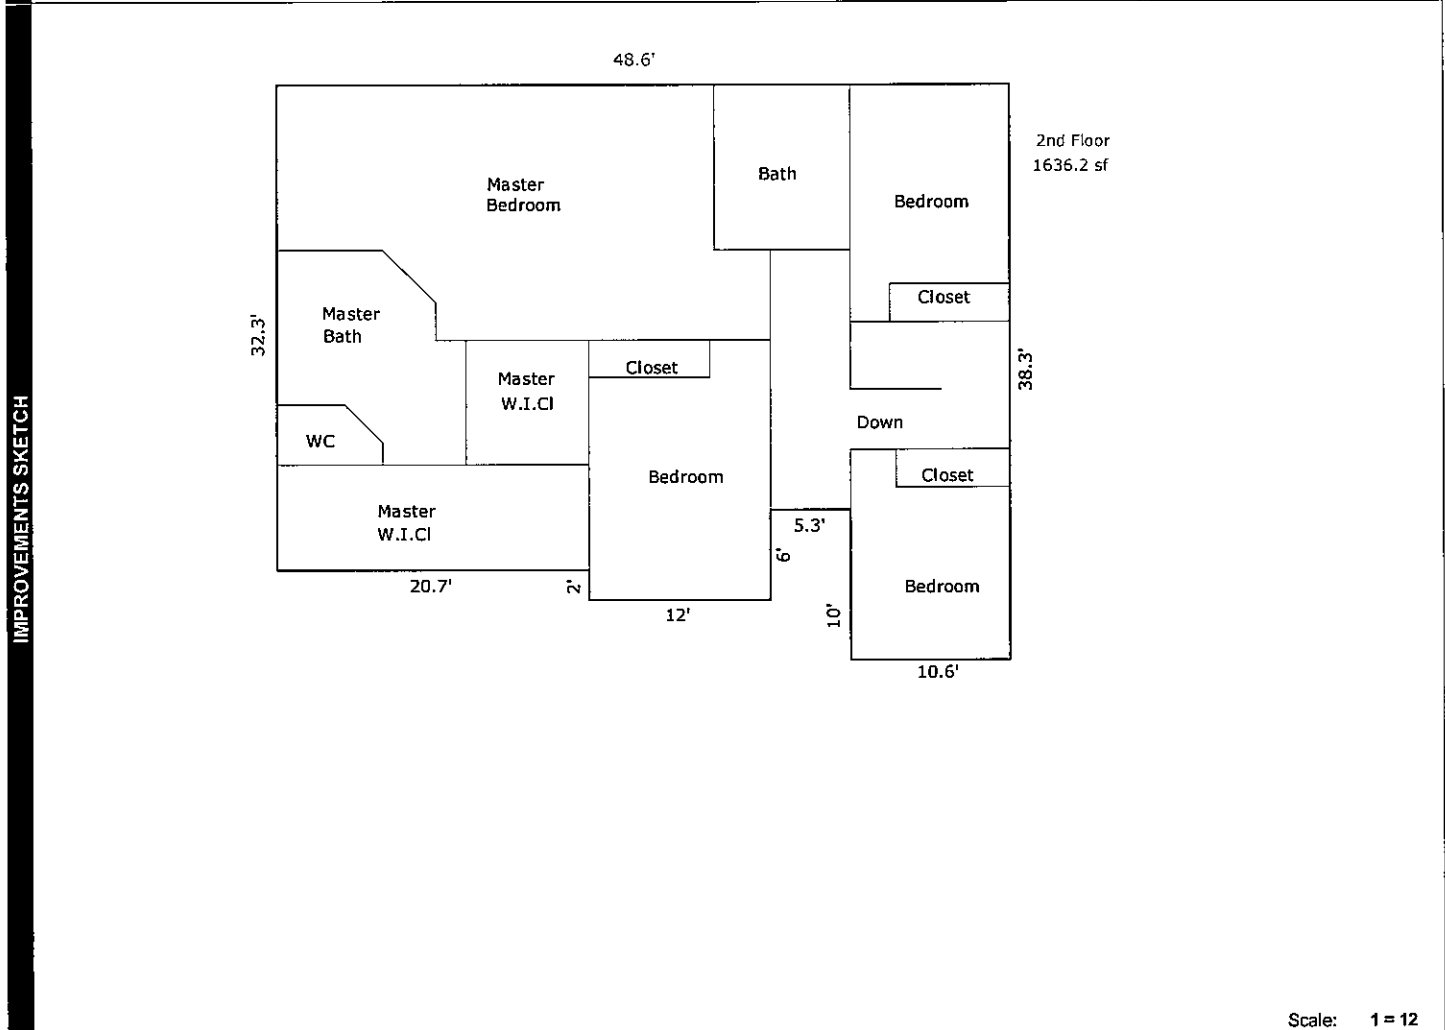 IMPROVEMENTS SKETCH
48.6'
2nd Floor
1636.2 sf
Master
Bedroom
Bath
Bedroom
Closet
Master
Bath
32.3'
38.3'
Master
W.I.Cl
Closet
Down
WC
Bedroom
Closet
Master
W.I.Cl
5.3'
6'
20.7'
2'
12'
10'
Bedroom
10.6'
Scale: 1 = 12